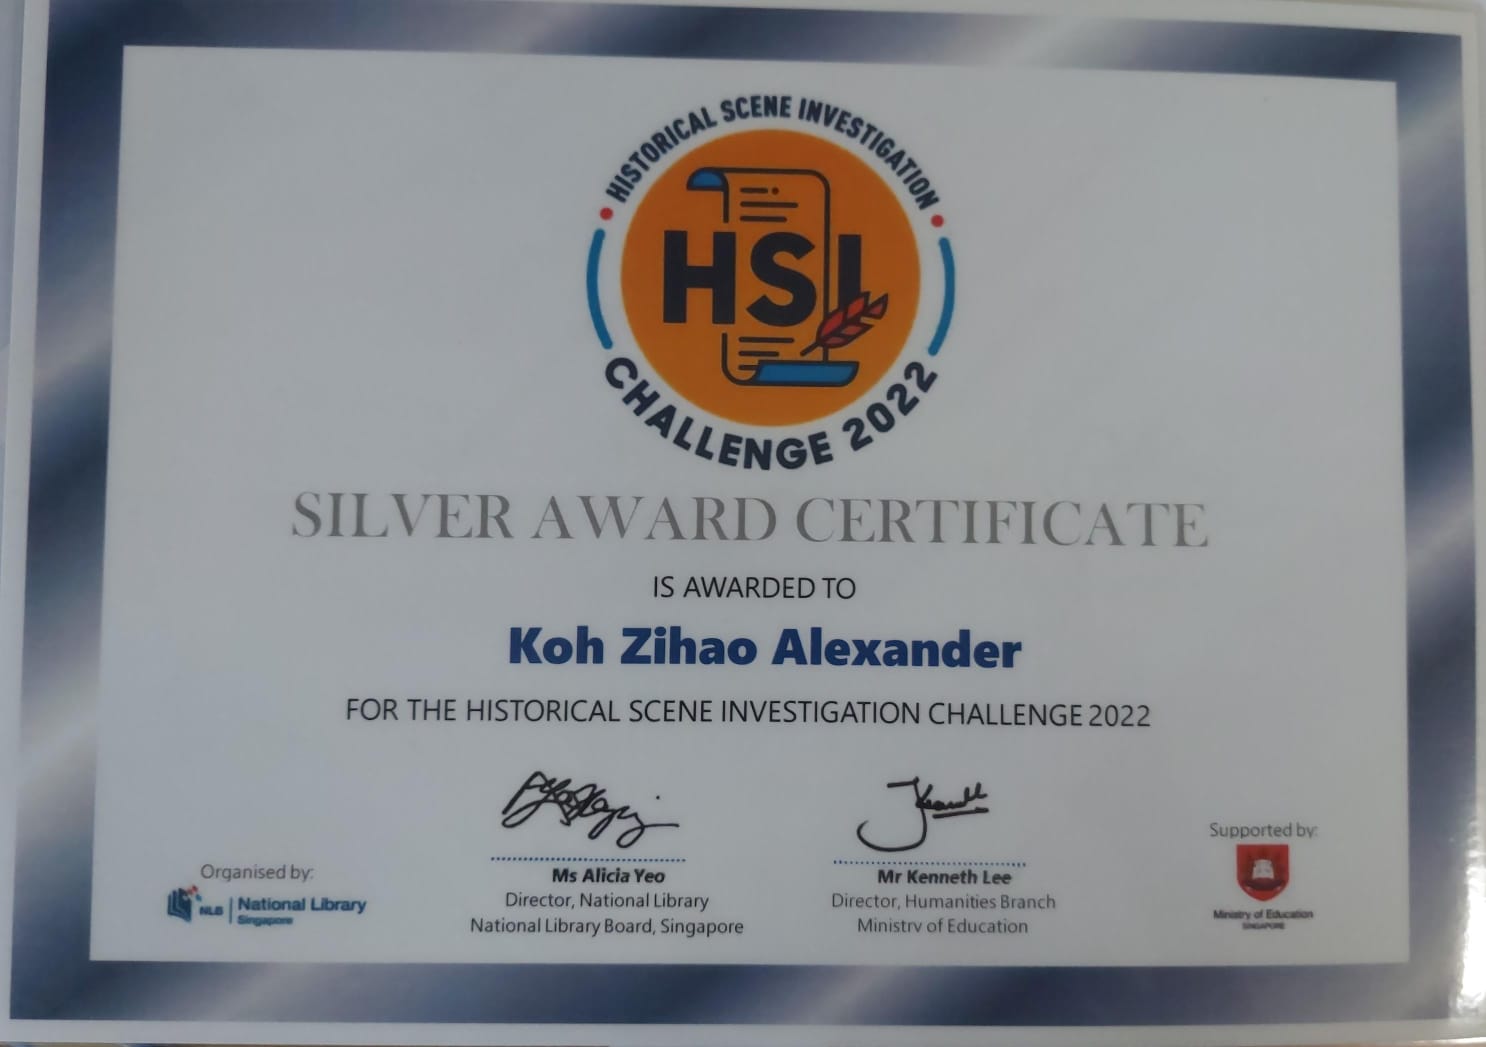 HISTORICAL SCENE INVESTIGATION
HSI
CHALLENGE 2022
SILVER AWARD CERTIFICATE
IS AWARDED TO
Koh Zihao Alexander
FOR THE HISTORICAL SCENE INVESTIGATION CHALLENGE 2022
Organised by:
NLB National Library
Singapore
Ms Alicia Yeo
Director, National Library
National Library Board, Singapore
Mr Kenneth Lee
Director, Humanities Branch
Ministry of Education
Supported by:
Ministry of Education
SINGAPORE